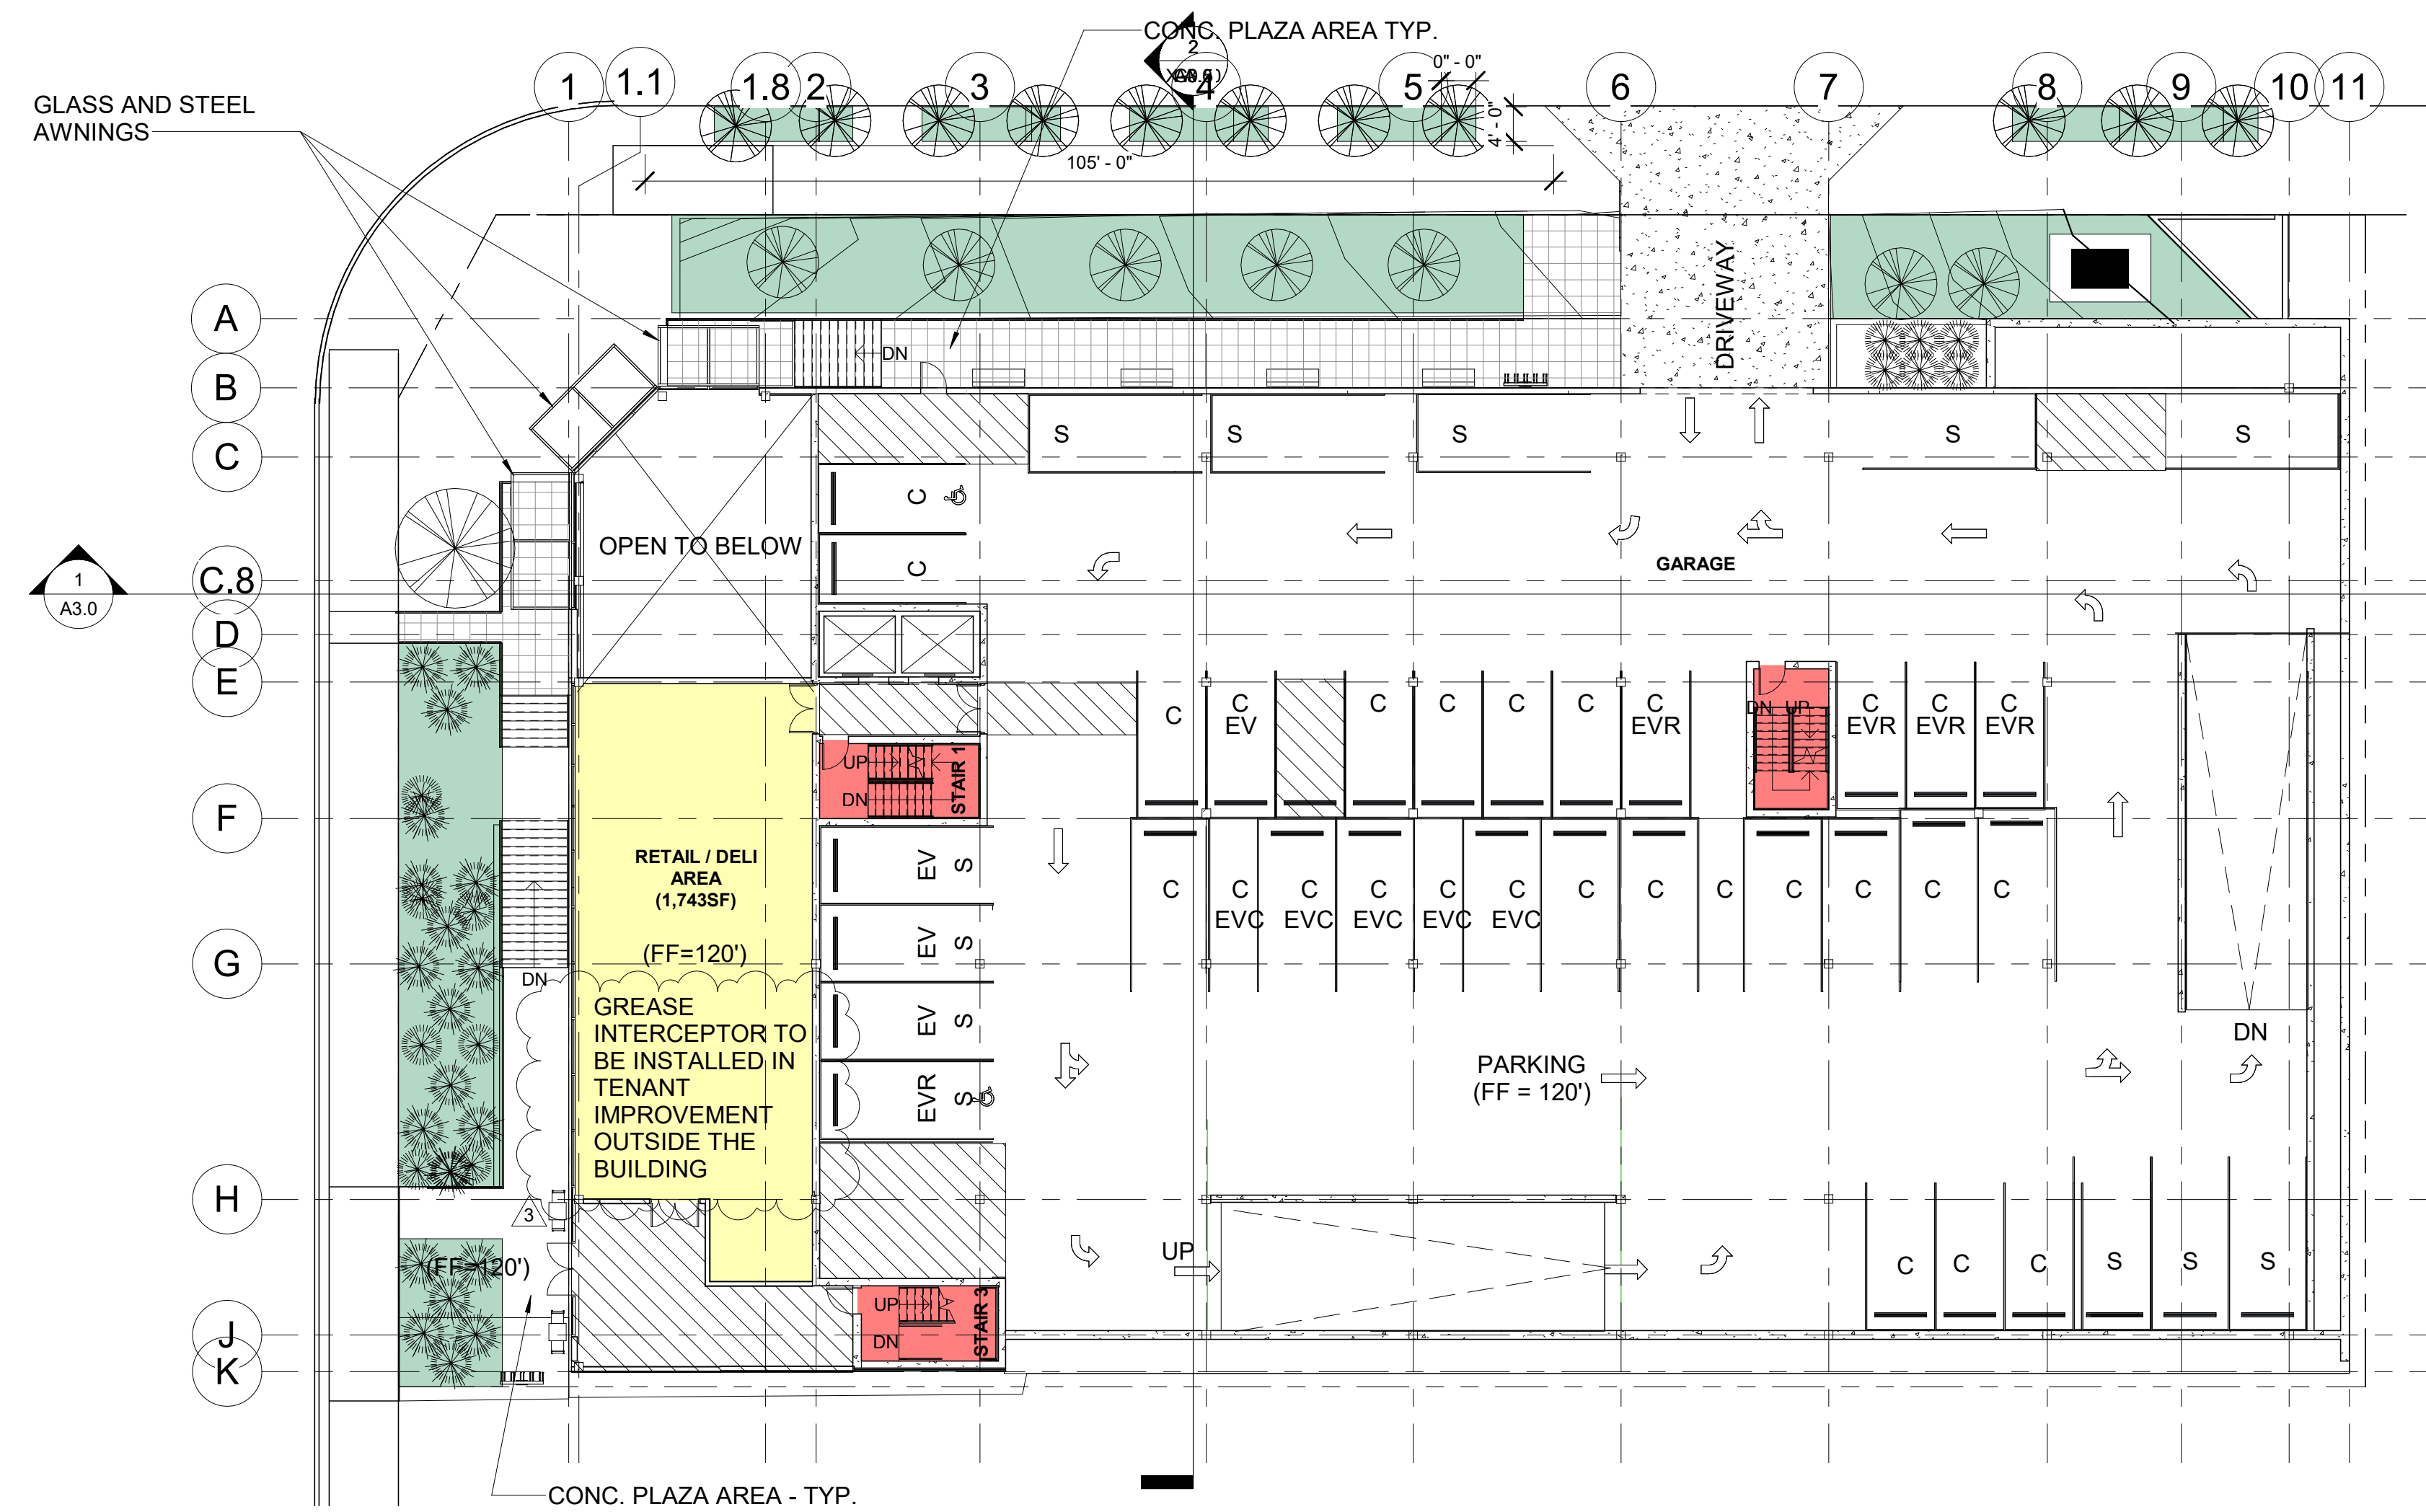 CONC. PLAZA AREA TYP.
2
4
1
1.1
1.8
2
3
5
0" - 0"
6
7
8
9
10
11
GLASS AND STEEL
AWNINGS
4' - 0"
105' - 0"
DRIVEWAY
A
DN
B
C
S
S
S
S
S
C
C
OPEN TO BELOW
GARAGE
1
A3.0
C.8
D
E
C
C
EV
C
C
C
C
C
EVR
DN UP
C
EVR
C
EVR
C
EVR
UP
DN
STAIR 1
F
RETAIL / DELI
AREA
(1,743SF)
EV S
C
C
EVC
C
EVC
C
EVC
C
EVC
C
EVC
C
C
C
C
C
C
C
(FF=120')
EV S
G
DN
GREASE
INTERCEPTOR TO
BE INSTALLED IN
TENANT
IMPROVEMENT
OUTSIDE THE
BUILDING
EV S
DN
PARKING
(FF = 120')
EVR S
H
3
(FF=120')
UP
C
C
C
S
S
S
UP
DN
STAIR 3
J
K
CONC. PLAZA AREA - TYP.